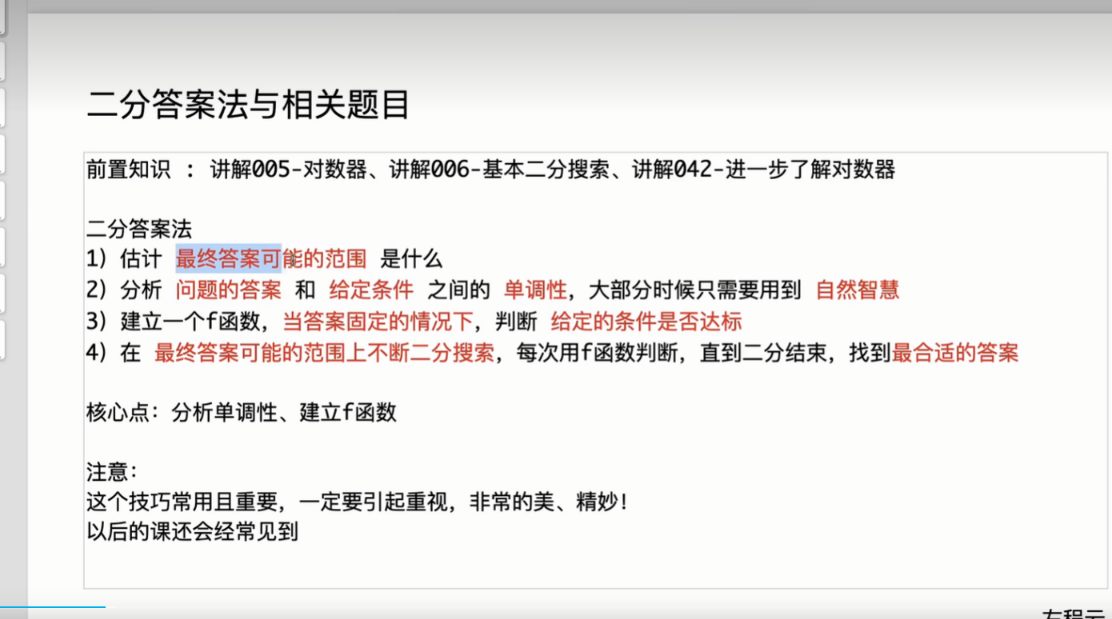 二分答案法与相关题目
前置知识 : 讲解005-对数器、讲解006-基本二分搜索、讲解042-进一步了解对数器
二分答案法
1) 估计 最终答案可能的范围 是什么
2) 分析 问题的答案 和 给定条件 之间的 单调性，大部分时候只需要用到 自然智慧
3) 建立一个f函数，当答案固定的情况下，判断 给定的条件是否达标
4) 在 最终答案可能的范围上不断二分搜索，每次用f函数判断，直到二分结束，找到最合适的答案
核心点：分析单调性、建立f函数
注意：
这个技巧常用且重要，一定要引起重视，非常的美、精妙！
以后的课还会经常见到